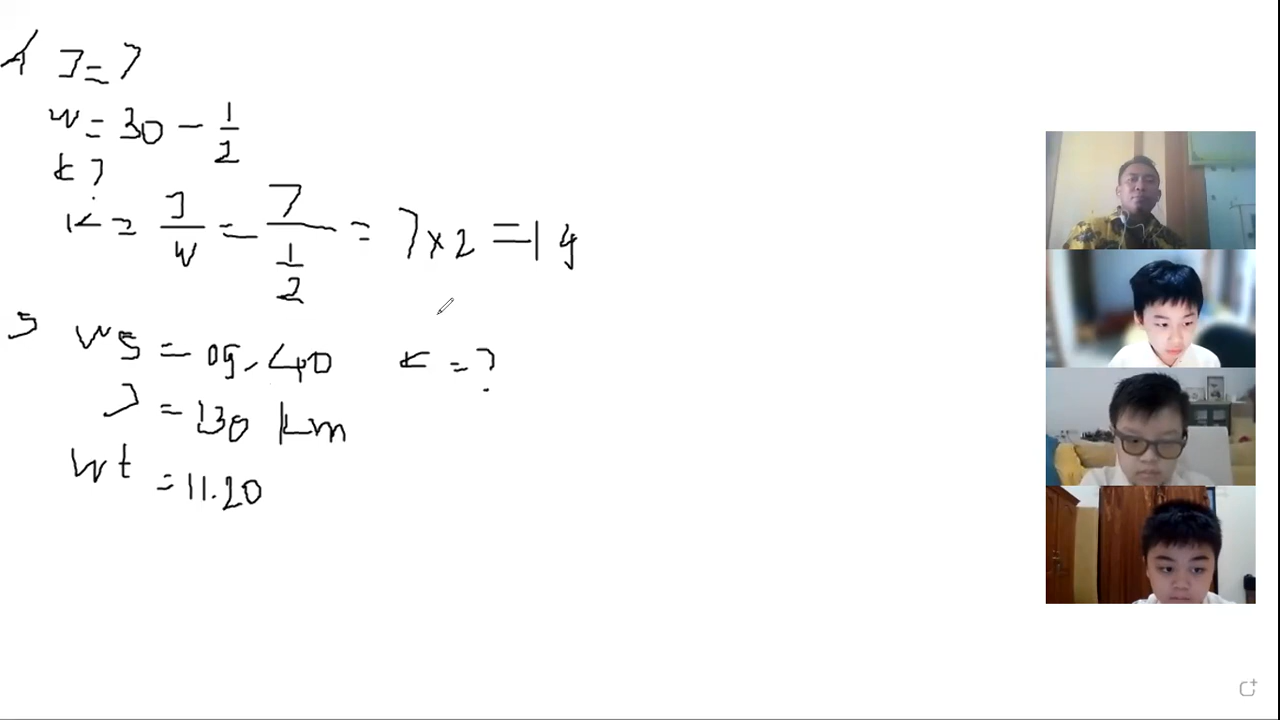 4 J = 7
W = 30 - 1/2
K ?
K = J/W = 7/(1/2) = 7 x 2 = 14
5 WS = 09.40 K = ?
J = 130 Km
Wt = 11.20